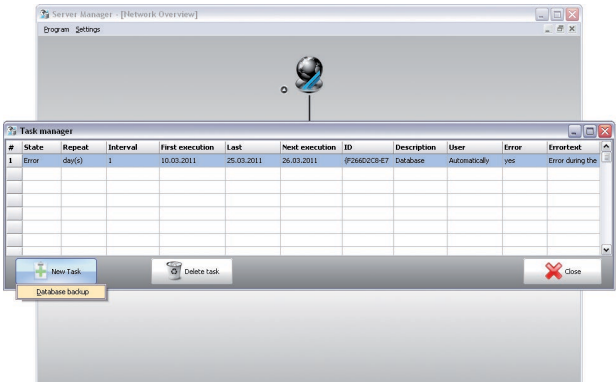 Server Manager - [Network Overview]
Program Settings
Task manager
# State Repeat Interval First execution Last Next execution ID Description User Error Errortext
1 Error day(s) 1 10.03.2011 25.03.2011 26.03.2011 {F266D2C8-E7 Database Automatically yes Error during the
New Task Delete task Close
Database backup